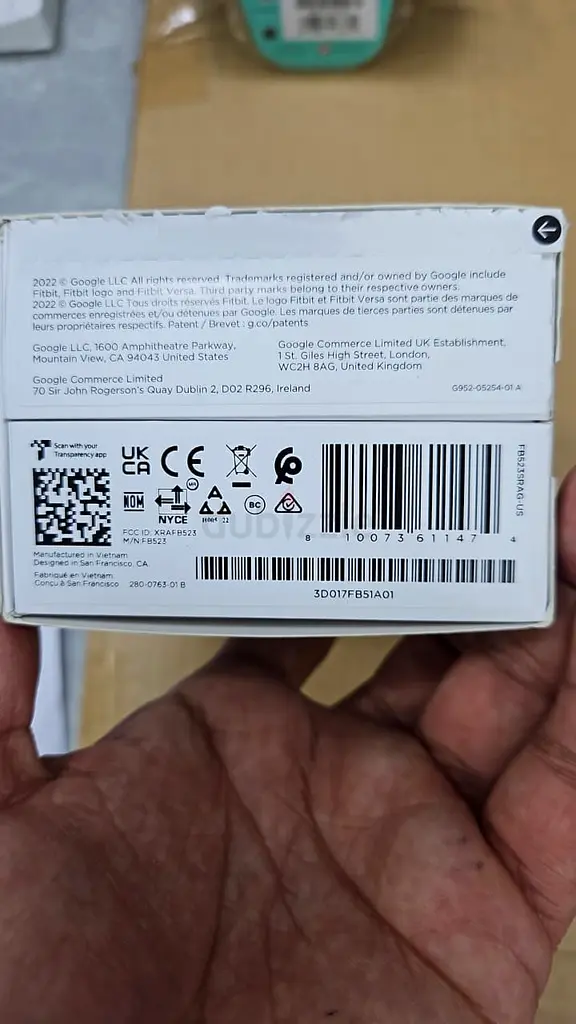 2022 © Google LLC All rights reserved. Trademarks registered and/or owned by Google include
Fitbit, Fitbit logo and Fitbit Versa. Third party marks belong to their respective owners.
2022 © Google LLC Tous droits réservés Fitbit. Le logo Fitbit et Fitbit Versa sont partie des marques de
commerces enregistrées et/ou détenues par Google. Les marques de tierces parties sont détenues par
leurs propriétaires respectifs. Patent / Brevet : g.co/patents
Google LLC, 1600 Amphitheatre Parkway,
Mountain View, CA 94043 United States
Google Commerce Limited UK Establishment,
1 St. Giles High Street, London,
WC2H 8AG, United Kingdom
Google Commerce Limited
70 Sir John Rogerson's Quay Dublin 2, D02 R296, Ireland
G952-05254-01 A
Scan with your
Transparency app
UK
CA
CE
NOM
NYCE
BC
FCC ID: XRAFB523
M/N FB523
8 10073 61147 4
FB523SRAG-US
Manufactured in Vietnam.
Designed in San Francisco, CA
Fabriqué en Vietnam.
Conçu à San Francisco
280-0763-01 B
3D017FB51A01